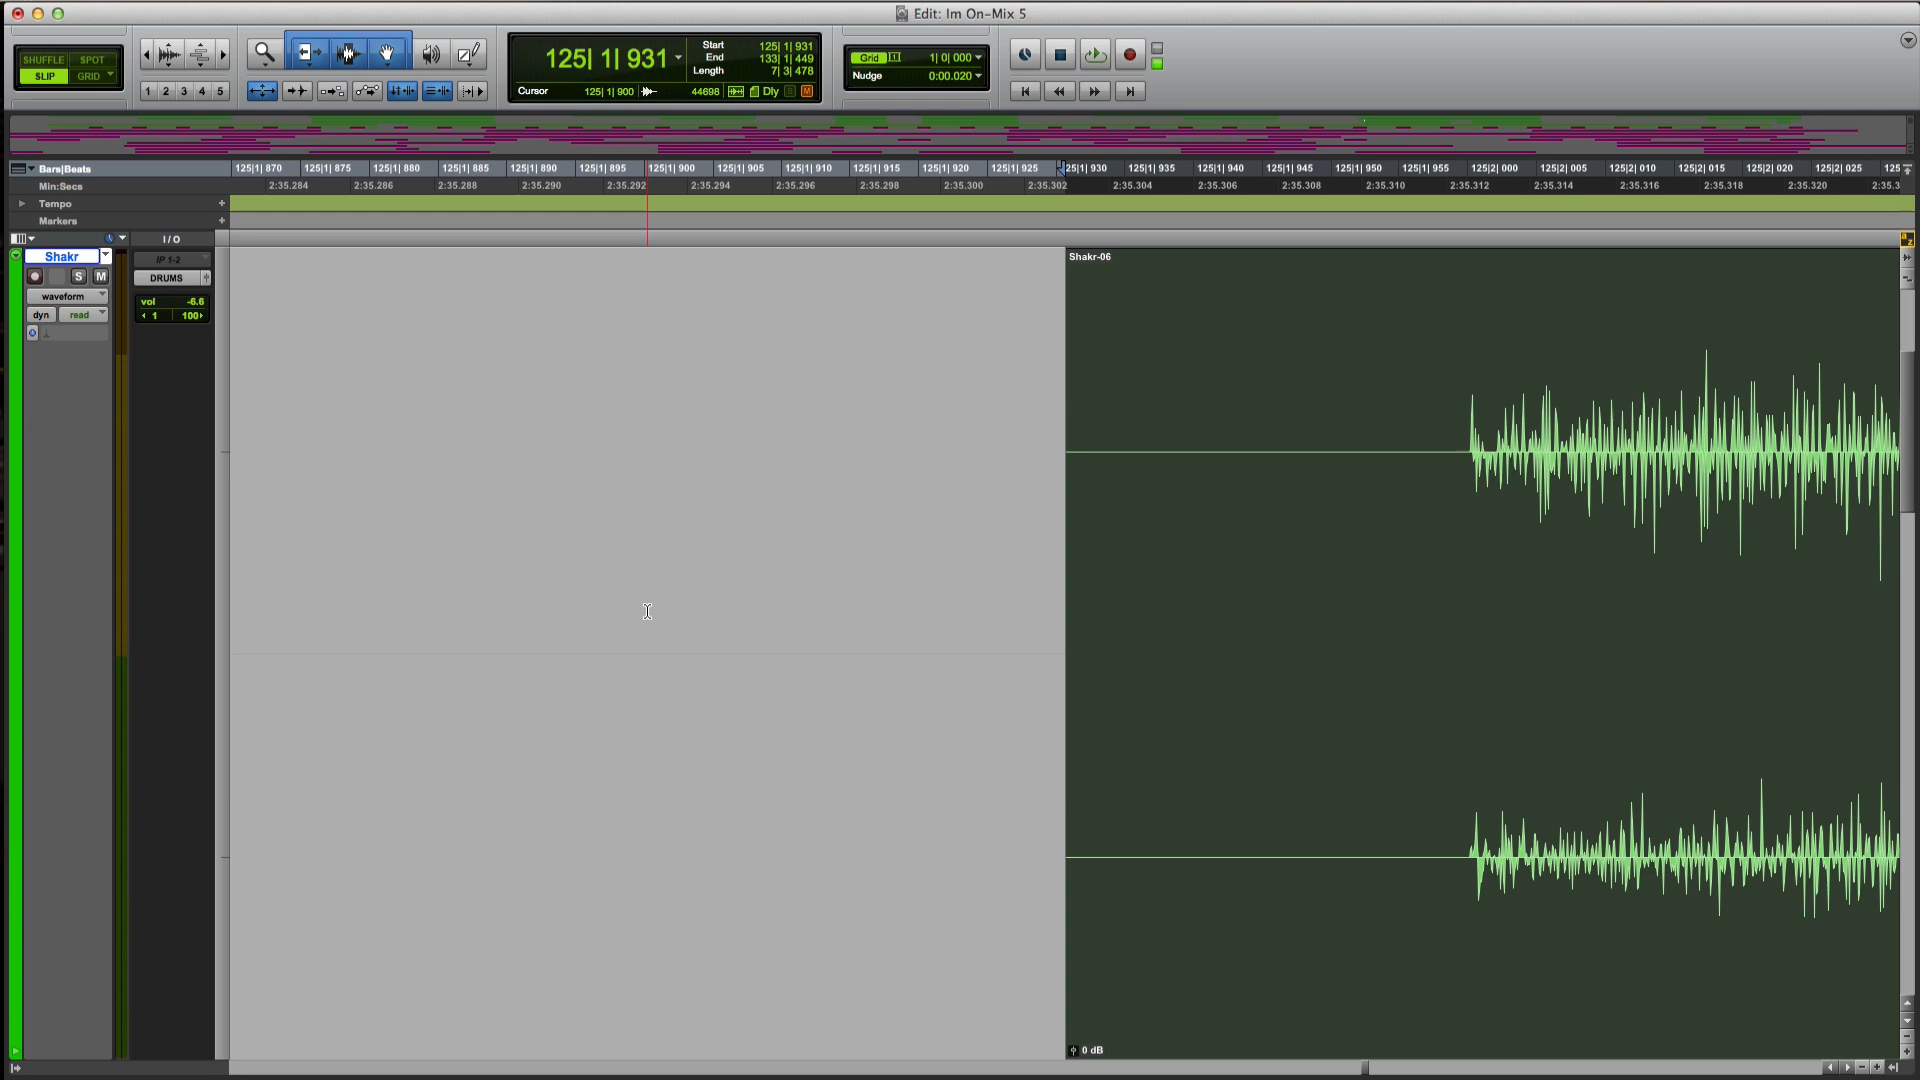 Edit: Im On-Mix 5
SHUFFLE SPOT
SLIP GRID
1 2 3 4 5
125| 1| 931
Start 125| 1| 931
End 133| 1| 449
Length 7| 3| 478
Cursor 125| 1| 900 44698 Dly S M
Grid 1| 0| 000
Nudge 0:00.020
Bars|Beats 125|1| 870 125|1| 875 125|1| 880 125|1| 885 125|1| 890 125|1| 895 125|1| 900 125|1| 905 125|1| 910 125|1| 915 125|1| 920 125|1| 925 25|1| 930 125|1| 935 125|1| 940 125|1| 945 125|1| 950 125|1| 955 125|2| 000 125|2| 005 125|2| 010 125|2| 015 125|2| 020 125|2| 025 125
Min:Secs 2:35.284 2:35.286 2:35.288 2:35.290 2:35.292 2:35.294 2:35.296 2:35.298 2:35.300 2:35.302 2:35.304 2:35.306 2:35.308 2:35.310 2:35.312 2:35.314 2:35.316 2:35.318 2:35.320 2:35.3
Tempo
Markers
I/O
a z
Shakr IP 1-2 Shakr-06
S M DRUMS
waveform vol -6.6
dyn read 1 100
0 dB